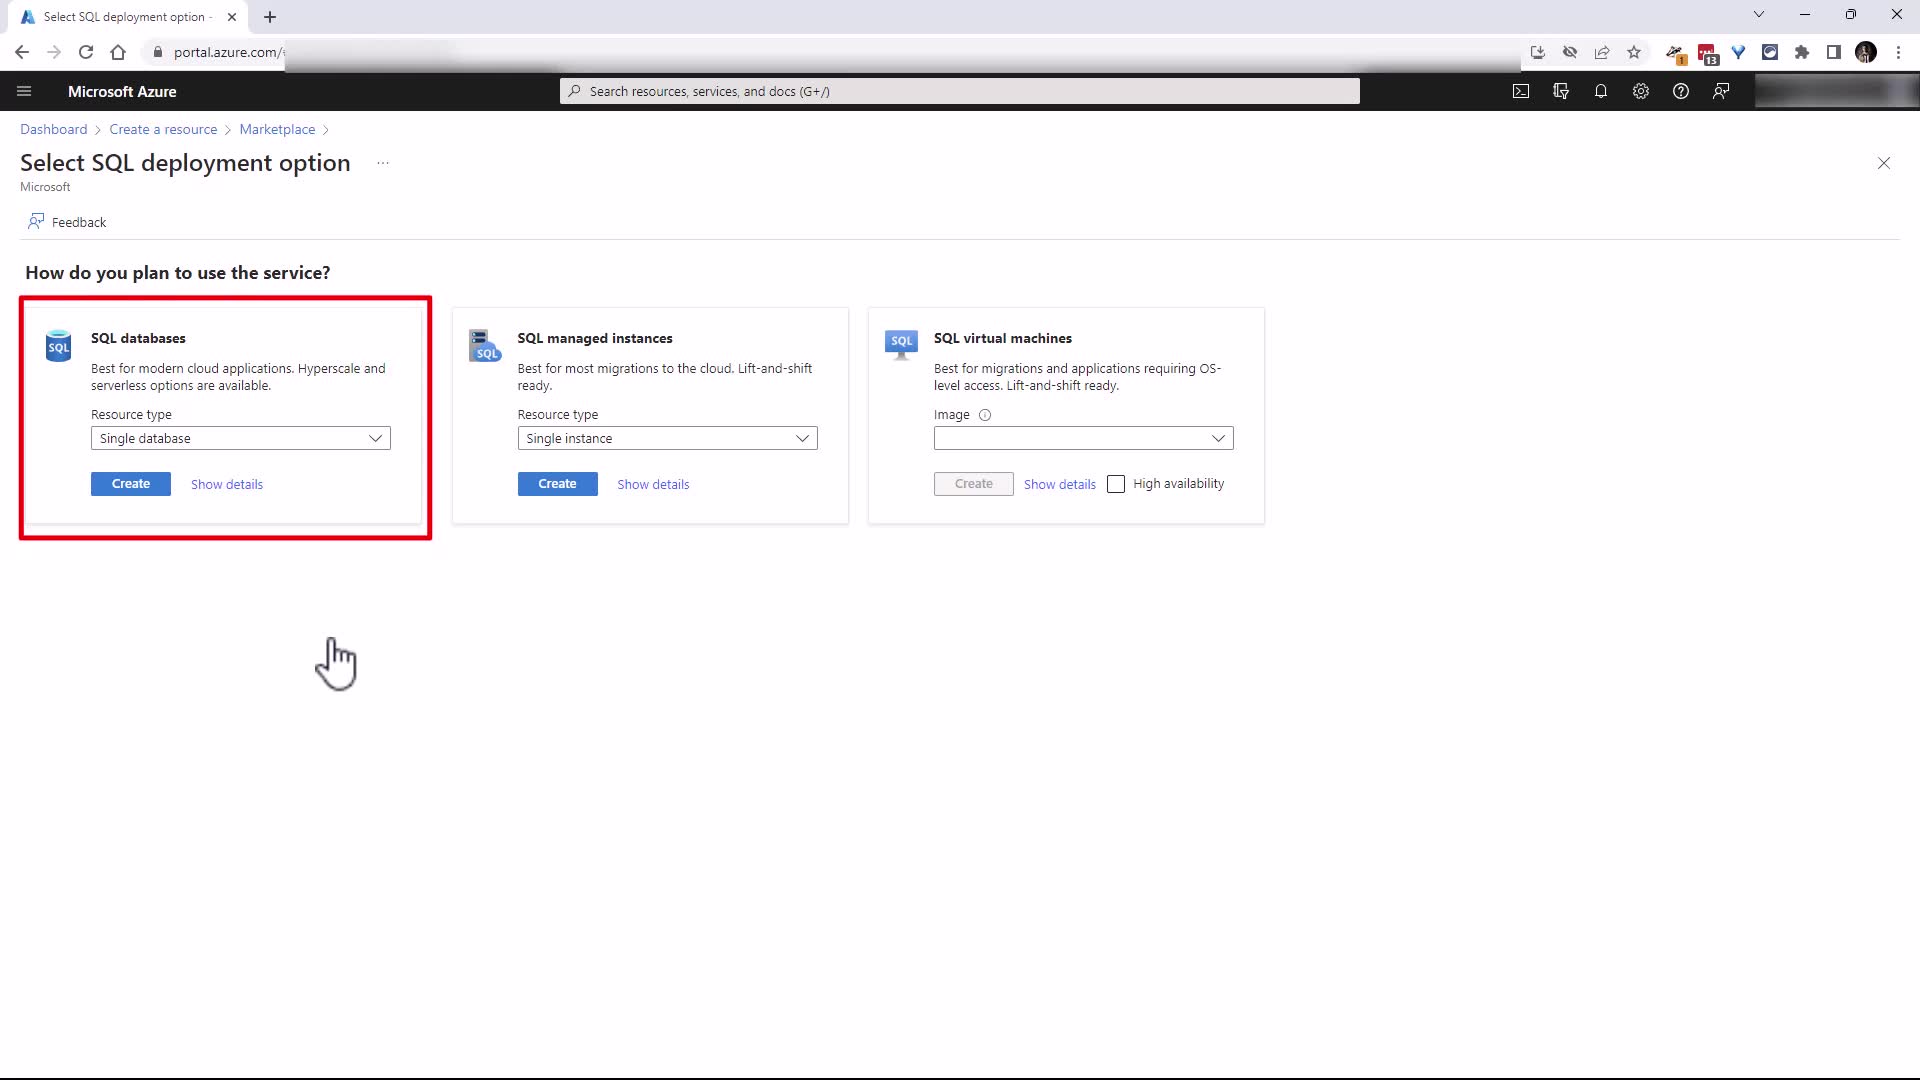 Select SQL deployment option -
portal.azure.com/
1
13
Microsoft Azure
Search resources, services, and docs (G+/)
Dashboard > Create a resource > Marketplace >
Select SQL deployment option ...
Microsoft
Feedback
How do you plan to use the service?
SQL
SQL databases
Best for modern cloud applications. Hyperscale and
serverless options are available.
Resource type
Single database
Create
Show details
SQL
SQL managed instances
Best for most migrations to the cloud. Lift-and-shift
ready.
Resource type
Single instance
Create
Show details
SQL
SQL virtual machines
Best for migrations and applications requiring OS-
level access. Lift-and-shift ready.
Image
Create
Show details
High availability